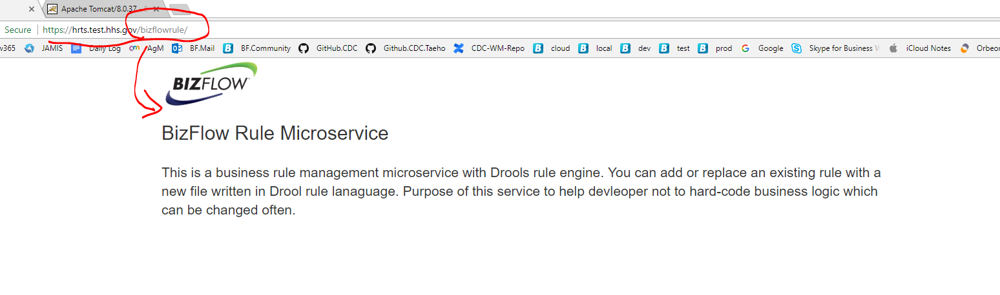 Apache Tomcat/8.0.37 -
Secure https://hrts.test.hhs.gov/bizflowrule/
w365 JAMIS Daily Log AgM BF.Mail BF.Community GitHub.CDC Github.CDC.Taeho CDC-WM-Repo cloud local dev test prod Google Skype for Business W iCloud Notes Orbeon
BIZFLOW
BizFlow Rule Microservice
This is a business rule management microservice with Drools rule engine. You can add or replace an existing rule with a
new file written in Drool rule lanaguage. Purpose of this service to help devleoper not to hard-code business logic which
can be changed often.